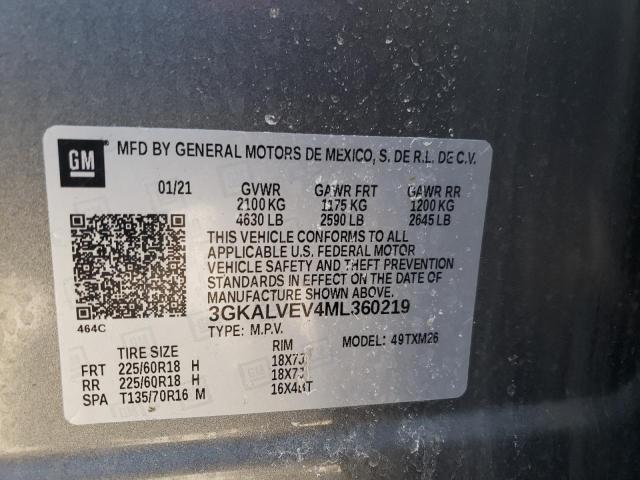 GM
MFD BY GENERAL MOTORS DE MEXICO, S. DE R.L. DE C.V.
01/21 GVWR GAWR FRT GAWR RR
2100 KG 1175 KG 1200 KG
4630 LB 2590 LB 2645 LB
THIS VEHICLE CONFORMS TO ALL
APPLICABLE U.S. FEDERAL MOTOR
VEHICLE SAFETY AND THEFT PREVENTION
STANDARDS IN EFFECT ON THE DATE OF
MANUFACTURE SHOWN ABOVE.
464C 3GKALVEV4ML360219
TYPE: M.P.V. MODEL: 49TXM26
TIRE SIZE RIM
FRT 225/60R18 H 18X7J
RR 225/60R18 H 18X7J
SPA T135/70R16 M 16X4BT